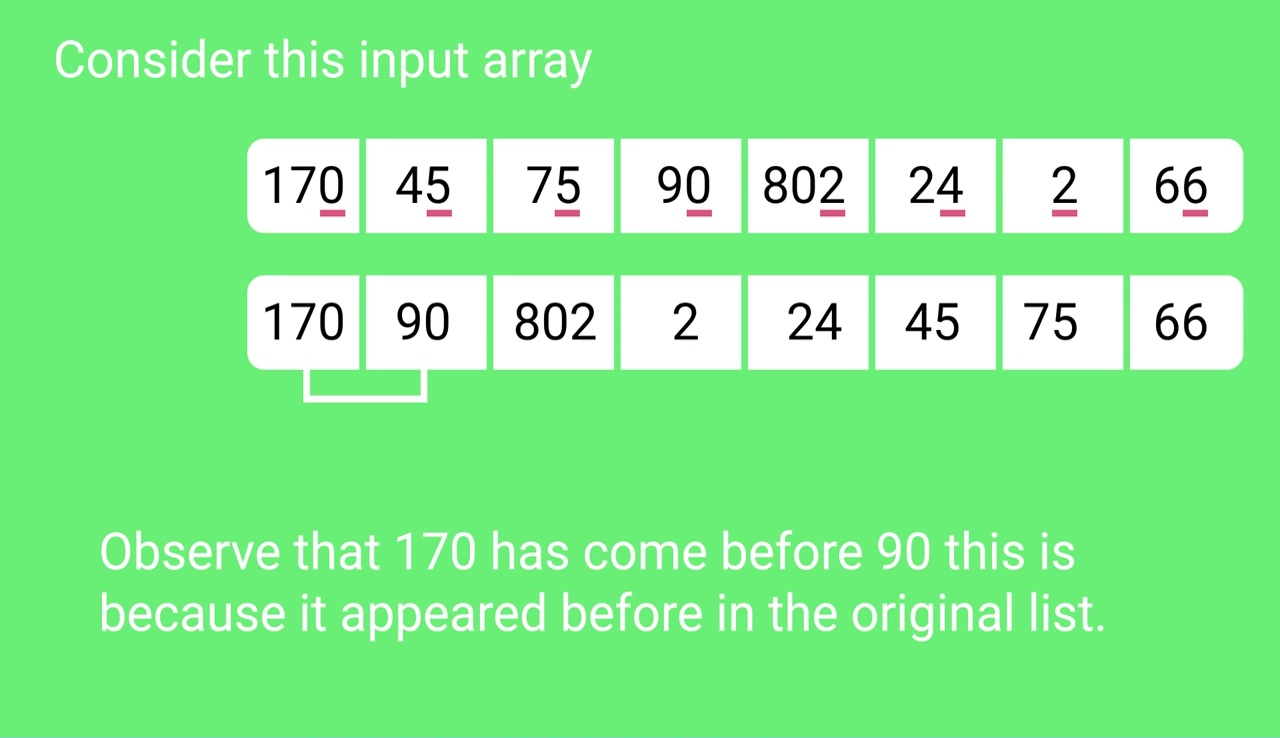 Consider this input array
170 45 75 90 802 24 2 66
170 90 802 2 24 45 75 66
Observe that 170 has come before 90 this is
because it appeared before in the original list.